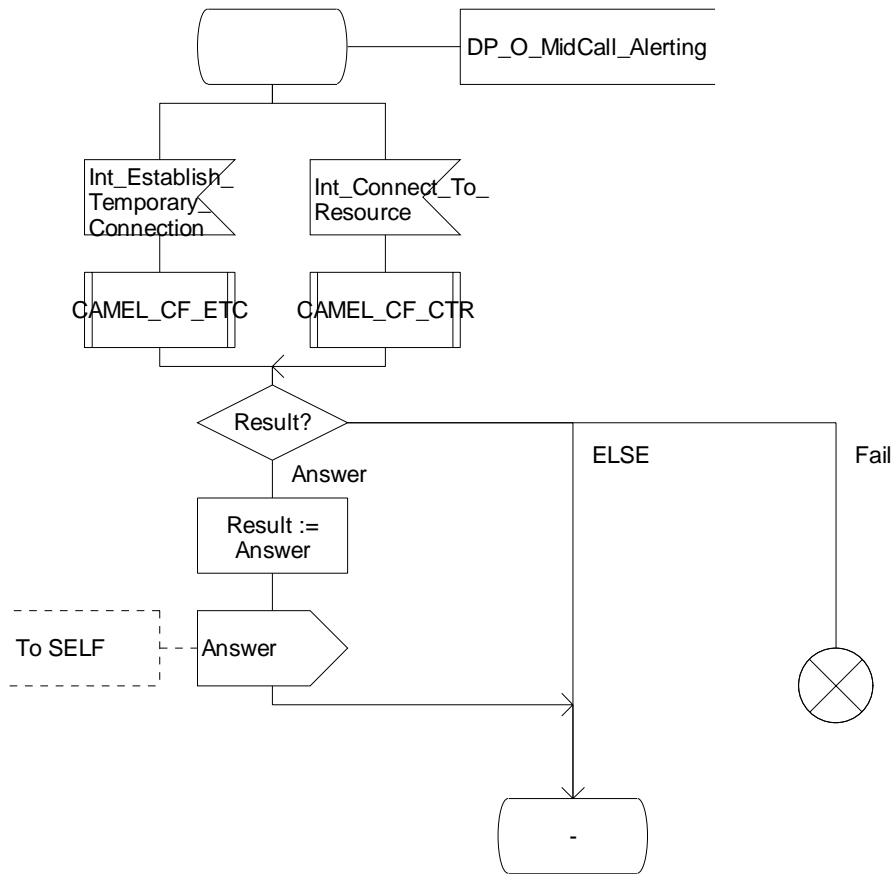 DP_O_MidCall_Alerting
Int_Establish_
Temporary_
Connection
Int_Connect_To_
Resource
CAMEL_CF_ETC
CAMEL_CF_CTR
Result?
ELSE
Fail
Answer
Result :=
Answer
To SELF
Answer
-